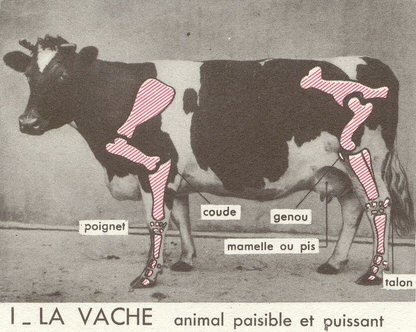 coude
genou
poignet
mamelle ou pis
talon
I _ LA VACHE animal paisible et puissant